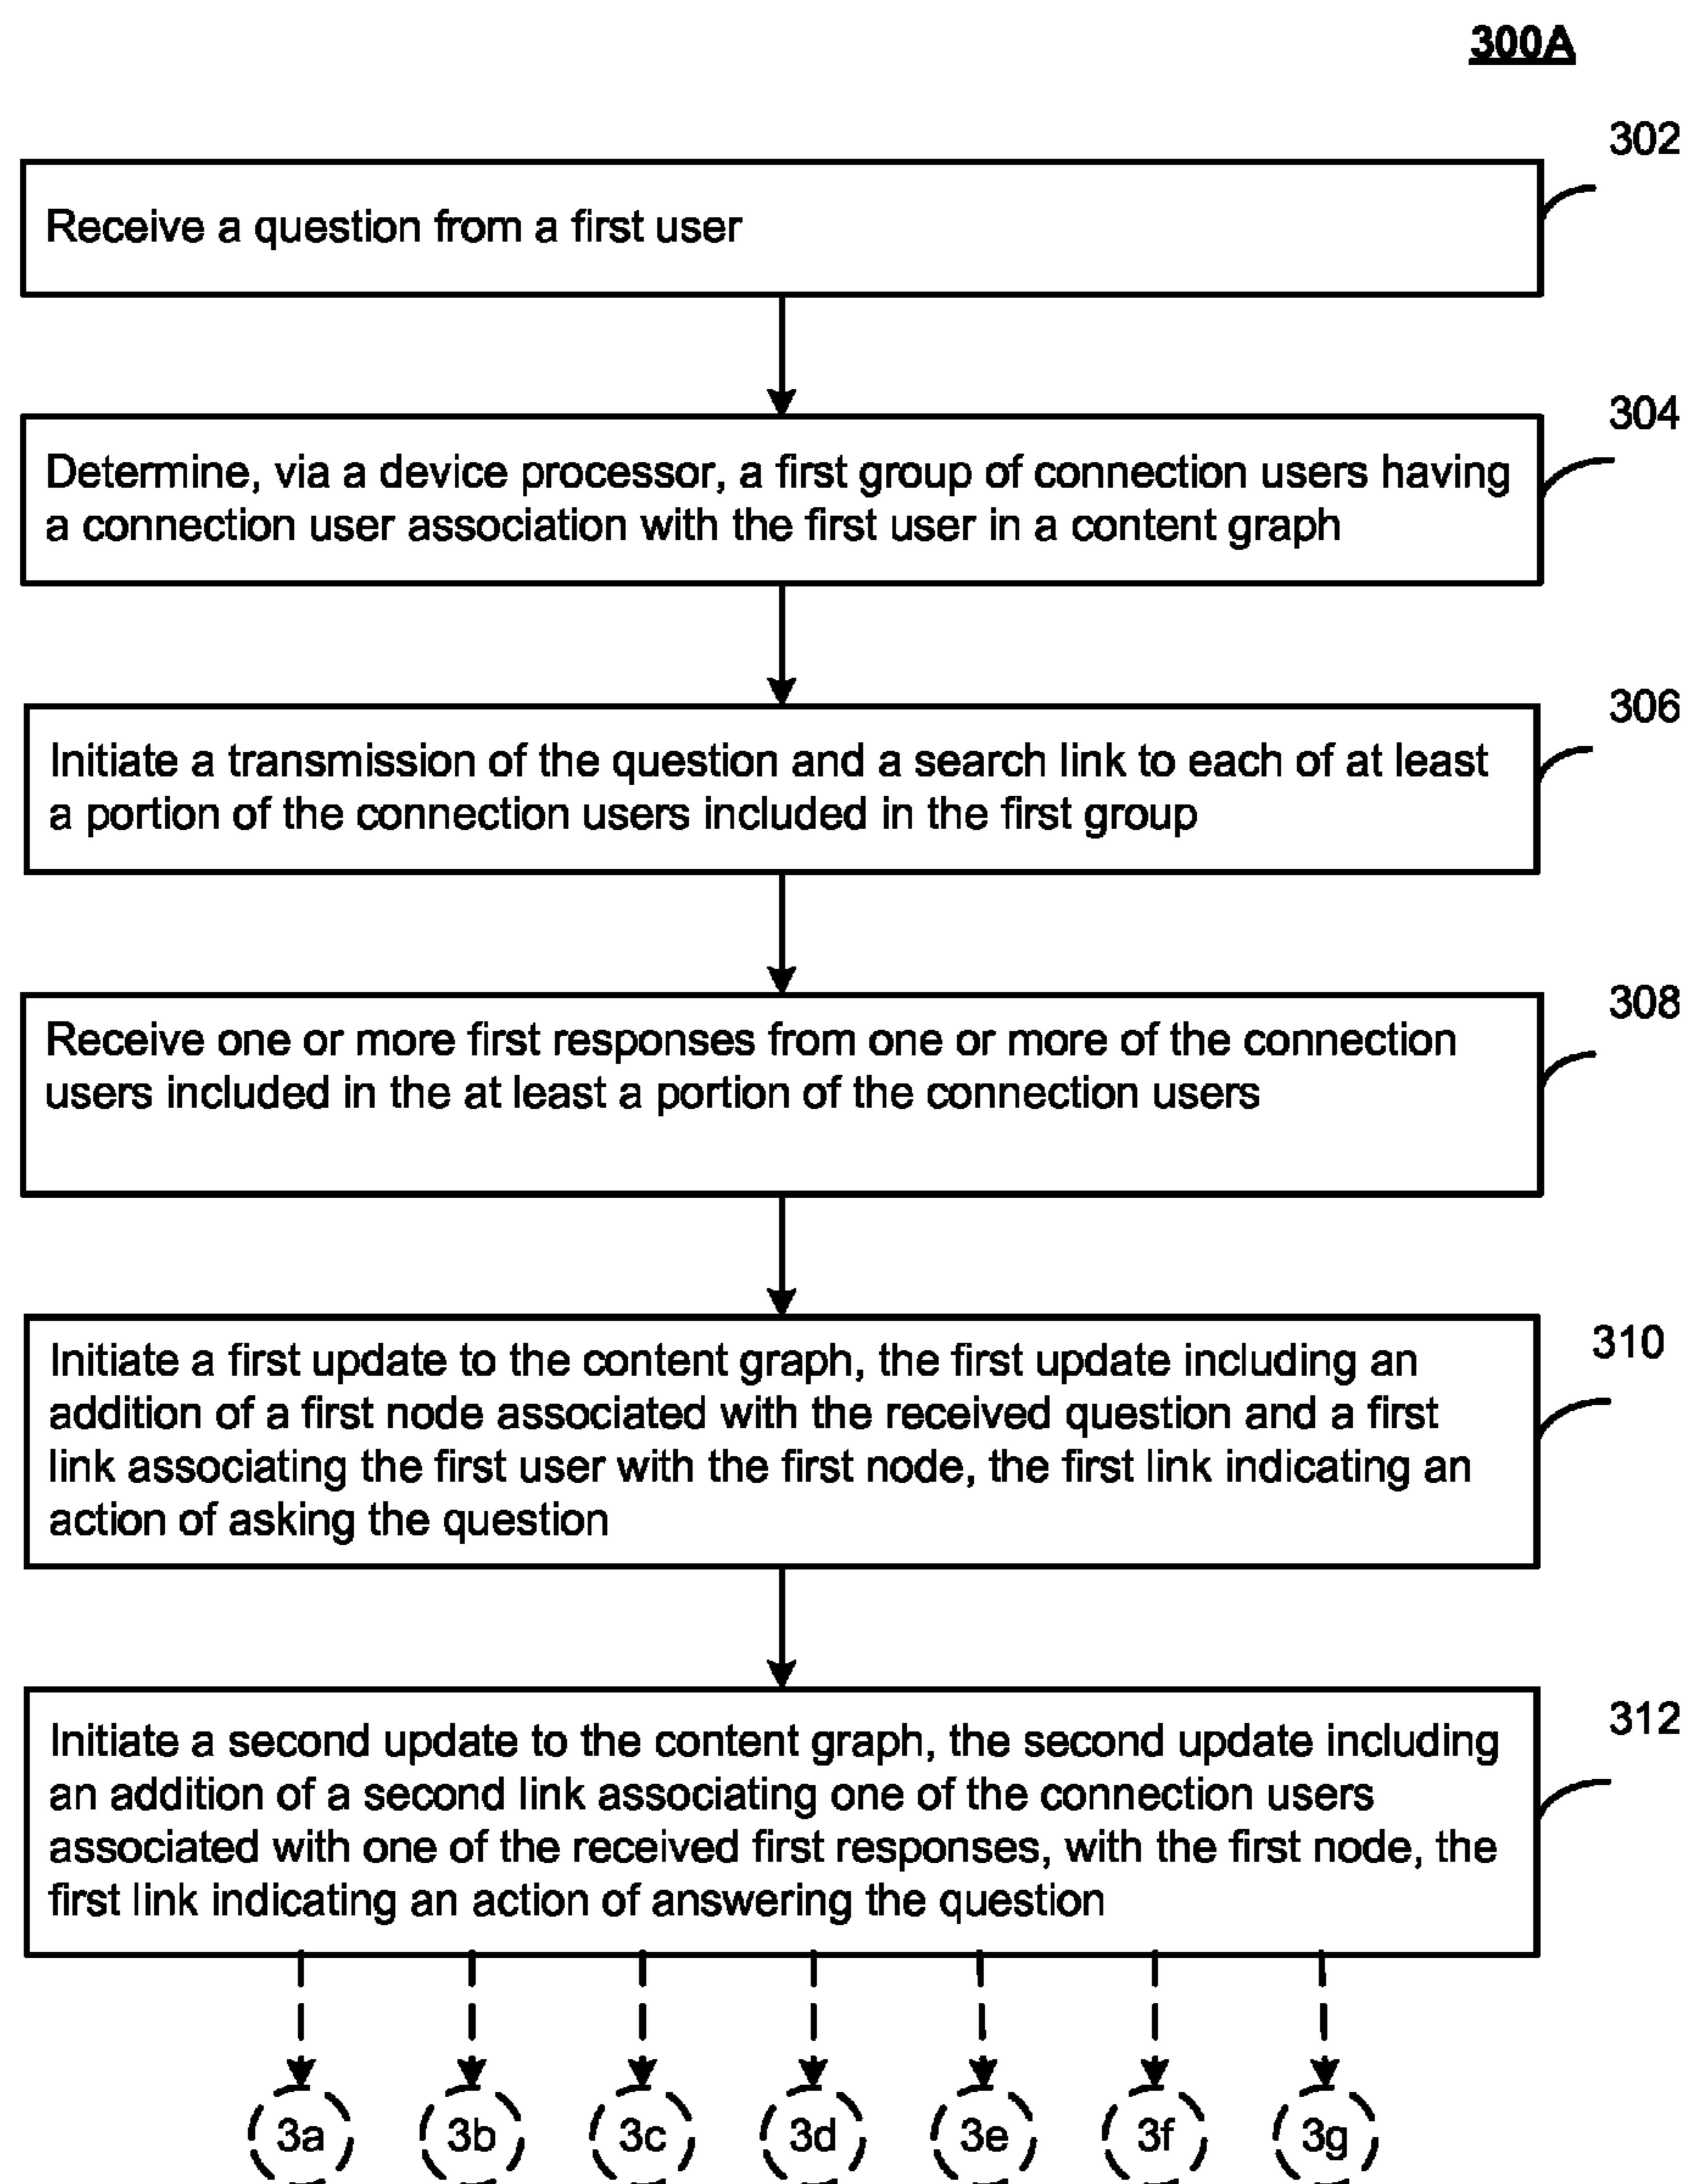 300A
302
Receive a question from a first user
304
Determine, via a device processor, a first group of connection users having
a connection user association with the first user in a content graph
306
Initiate a transmission of the question and a search link to each of at least
a portion of the connection users included in the first group
308
Receive one or more first responses from one or more of the connection
users included in the at least a portion of the connection users
310
Initiate a first update to the content graph, the first update including an
addition of a first node associated with the received question and a first
link associating the first user with the first node, the first link indicating an
action of asking the question
312
Initiate a second update to the content graph, the second update including
an addition of a second link associating one of the connection users
associated with one of the received first responses, with the first node, the
first link indicating an action of answering the question
3a 3b 3c 3d 3e 3f 3g